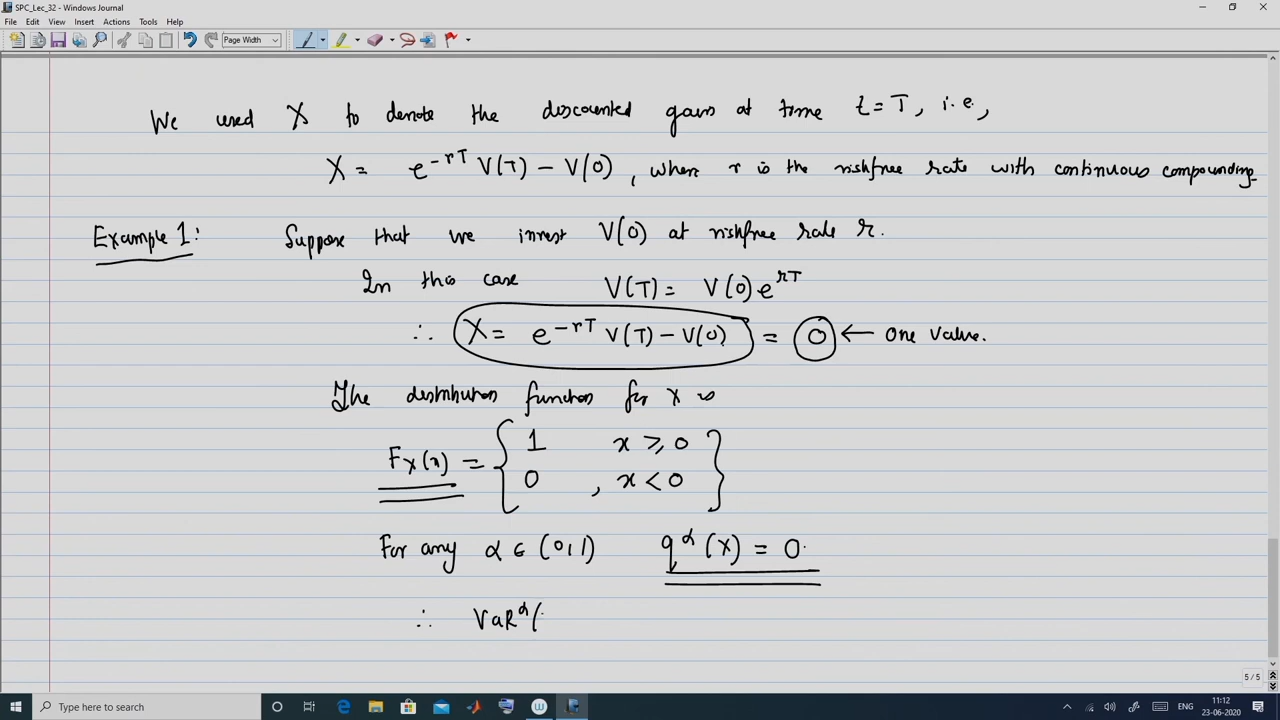 SPC_Lec_32 - Windows Journal
File Edit View Insert Actions Tools Help
Page Width
We used X to denote the discounted gain at time t = T, i.e.,
X = e^{-rT} V(T) - V(0), where r is the riskfree rate with continuous compounding.
Example 1: Suppose that we invest V(0) at riskfree rate r.
In this case V(T) = V(0) e^{rT}
∴ X = e^{-rT} V(T) - V(0) = 0 ← One value.
The distribution function for X is
F_X(x) = { 1 x ≥ 0
0 , x < 0 }
For any α ∈ (0,1) q^α (X) = 0.
∴ VaR^α (
5 / 5
Type here to search
ENG
11:12
23-06-2020